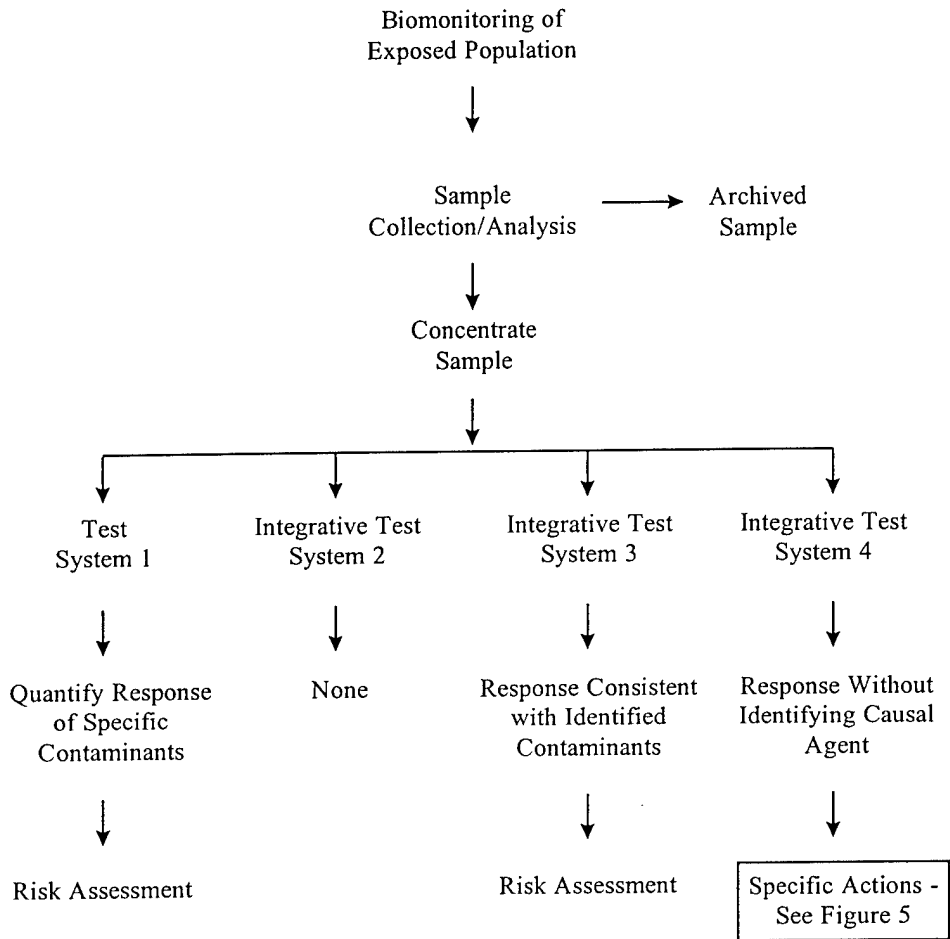 Biomonitoring of
Exposed Population
Sample
Collection/Analysis
Archived
Sample
Concentrate
Sample
Test
System 1
Integrative Test
System 2
Integrative Test
System 3
Integrative Test
System 4
Quantify Response
of Specific
Contaminants
None
Response Consistent
with Identified
Contaminants
Response Without
Identifying Causal
Agent
Risk Assessment
Risk Assessment
Specific Actions -
See Figure 5